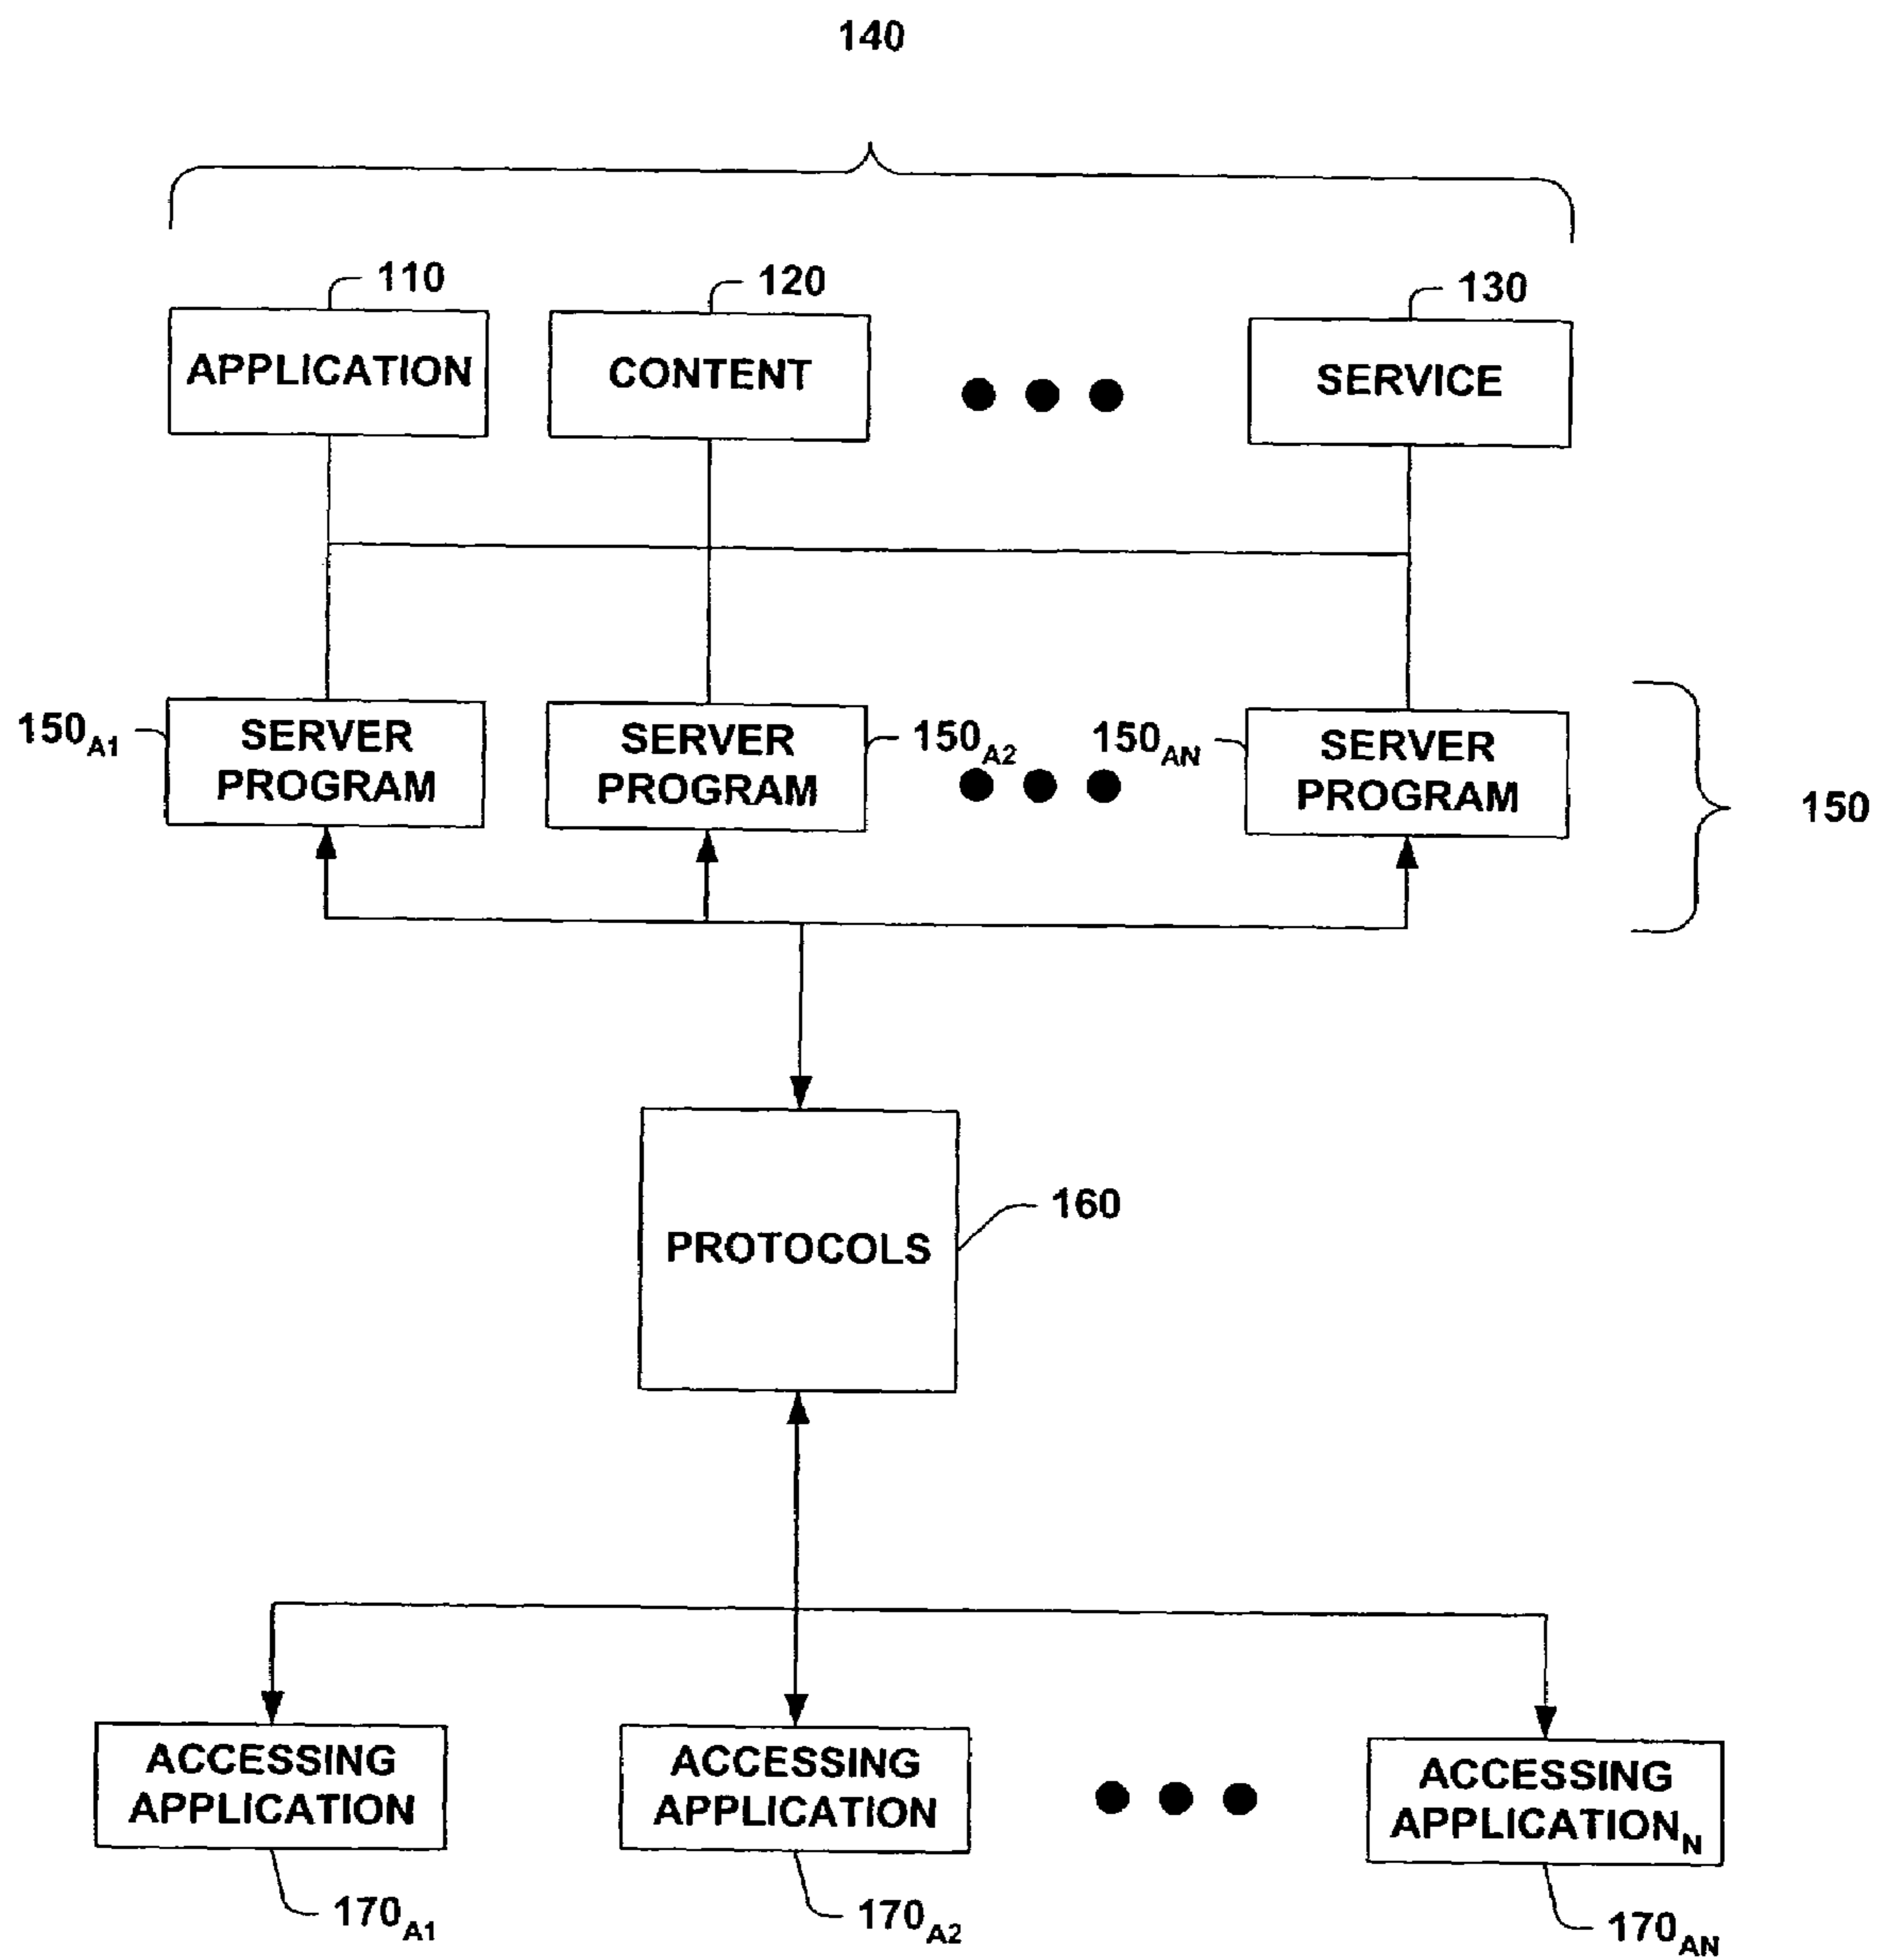 140
110
120
130
APPLICATION
CONTENT
SERVICE
150A1
SERVER
PROGRAM
SERVER
PROGRAM
150A2
150AN
SERVER
PROGRAM
150
PROTOCOLS
160
ACCESSING
APPLICATION
ACCESSING
APPLICATION
ACCESSING
APPLICATIONN
170A1
170A2
170AN